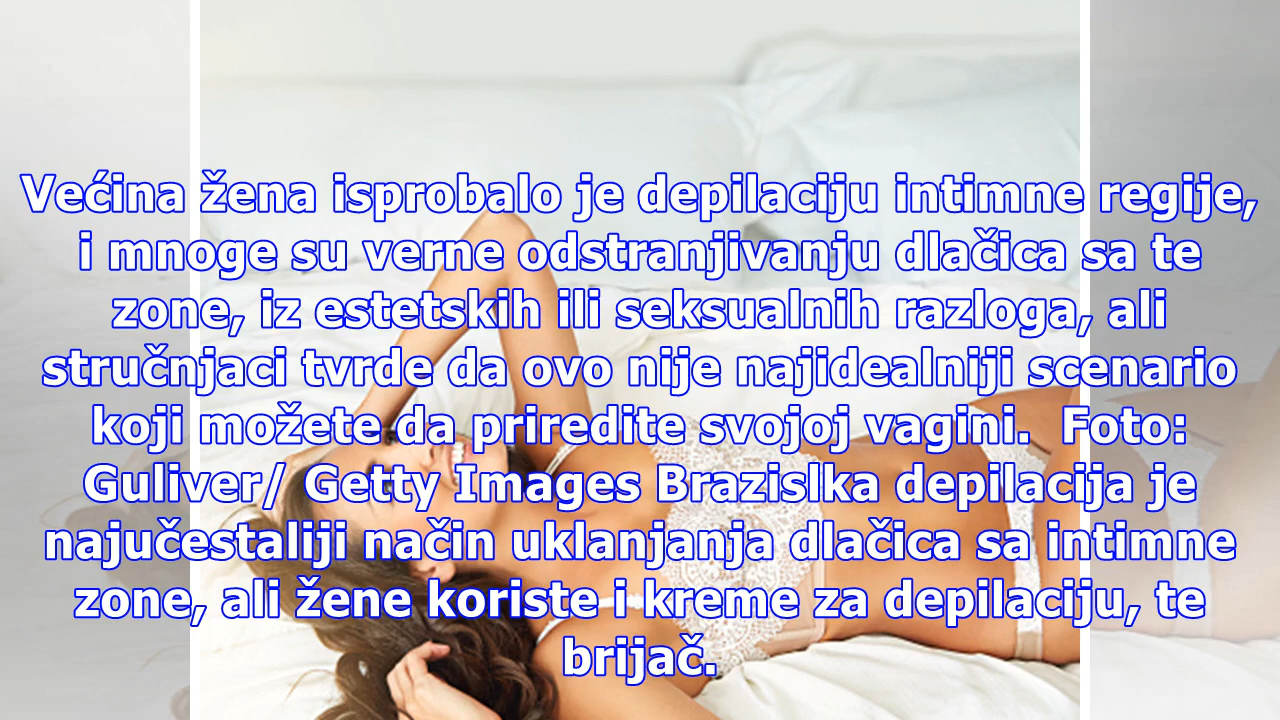 Većina žena isprobalo je depilaciju intimne regije,
i mnoge su verne odstranjivanju dlačica sa te
zone, iz estetskih ili seksualnih razloga, ali
stručnjaci tvrde da ovo nije najidealniji scenario
koji možete da priredite svojoj vagini.  Foto:
Guliver/ Getty Images Brazislka depilacija je
najučestaliji način uklanjanja dlačica sa intimne
zone, ali žene koriste i kreme za depilaciju, te
brijač.